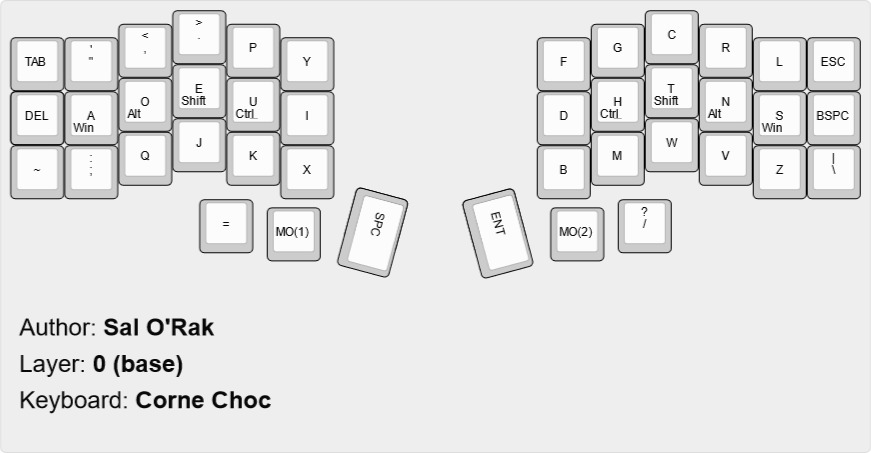 TAB ' " < , > . P Y F G C R L ESC
DEL A Win O Alt E Shift U Ctrl I D H Ctrl T Shift N Alt S Win BSPC
~ : ; Q J K X B M W V Z | \
= MO(1) SPC ENT MO(2) ? /
Author: Sal O'Rak
Layer: 0 (base)
Keyboard: Corne Choc